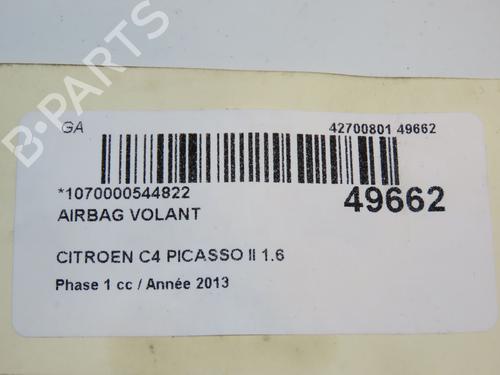 B-PARTS
GA
42700801 49662
*1070000544822
49662
AIRBAG VOLANT
CITROEN C4 PICASSO II 1.6
Phase 1 cc / Année 2013